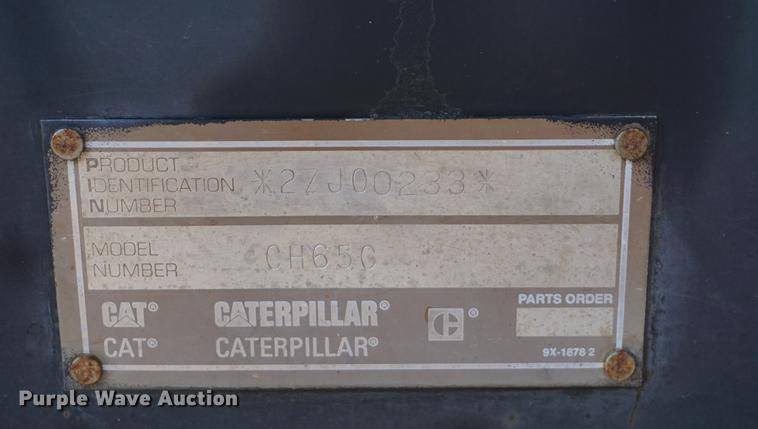 PRODUCT
IDENTIFICATION *2ZJ00233*
NUMBER
MODEL
NUMBER CH65C
CAT® CATERPILLAR® C ®
PARTS ORDER
CAT® CATERPILLAR®
9X-1878 2
Purple Wave Auction